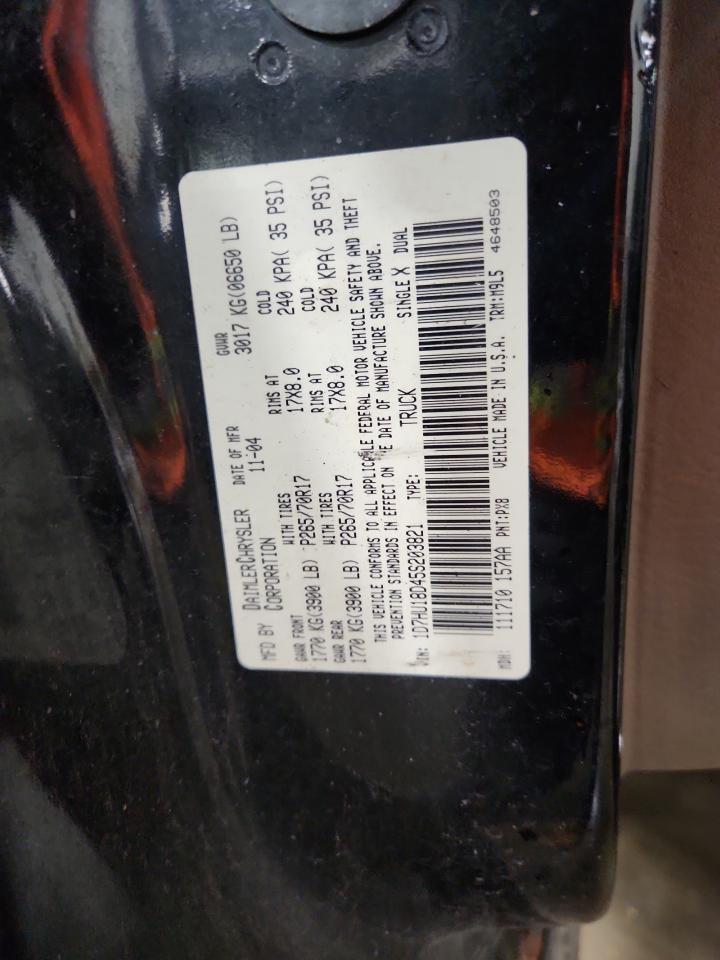 MFD BY DAIMLERCHRYSLER CORPORATION
DATE OF MFR 11-04
GVWR 3017 KG(06650 LB)
GAWR FRONT WITH TIRES RIMS AT COLD
1770 KG(3900 LB) P265/70R17 17X8.0 240 KPA( 35 PSI)
GAWR REAR WITH TIRES RIMS AT COLD
1770 KG(3900 LB) P265/70R17 17X8.0 240 KPA( 35 PSI)
THIS VEHICLE CONFORMS TO ALL APPLICABLE FEDERAL MOTOR VEHICLE SAFETY AND THEFT
PREVENTION STANDARDS IN EFFECT ON THE DATE OF MANUFACTURE SHOWN ABOVE.
VIN: 1D7HU18D45S203821 TYPE: TRUCK SINGLE X DUAL
MDH: 111710 157AA PNT:PX8 VEHICLE MADE IN U.S.A. TRM:M9L5 4648503